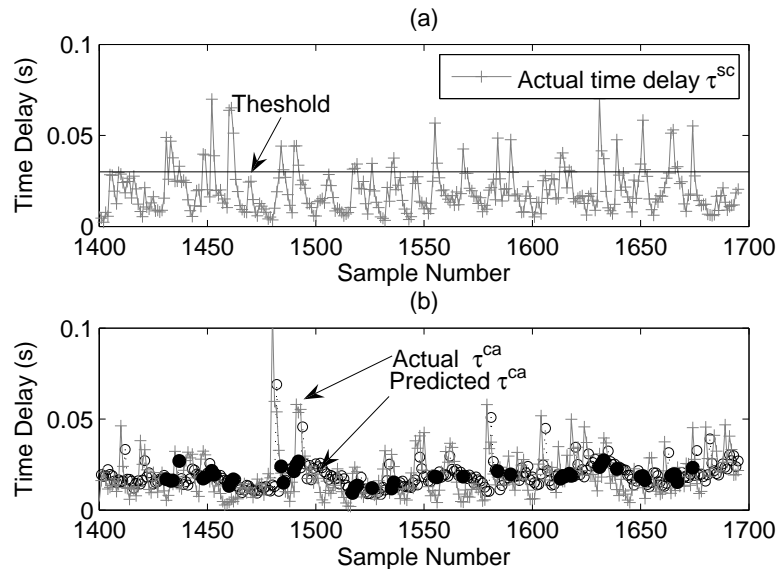 (a)
0.1
0.05
0
Time Delay (s)
Actual time delay τ^sc
Theshold
1400 1450 1500 1550 1600 1650 1700
Sample Number
(b)
0.1
0.05
0
Time Delay (s)
Actual τ^ca
Predicted τ^ca
1400 1450 1500 1550 1600 1650 1700
Sample Number